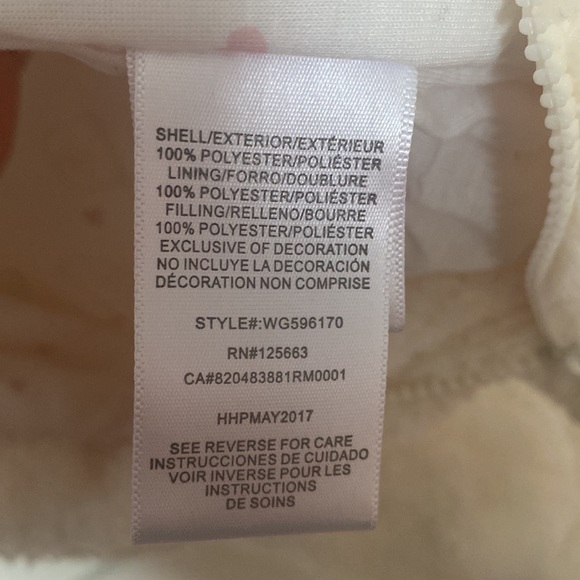 SHELL/EXTERIOR/EXTÉRIEUR
100% POLYESTER/POLIÉSTER
LINING/FORRO/DOUBLURE
100% POLYESTER/POLIÉSTER
FILLING/RELLENO/BOURRE
100% POLYESTER/POLIÉSTER
EXCLUSIVE OF DECORATION
NO INCLUYE LA DECORACIÓN
DÉCORATION NON COMPRISE
STYLE#:WG596170
RN#125663
CA#820483881RM0001
HHPMAY2017
SEE REVERSE FOR CARE
INSTRUCCIONES DE CUIDADO
VOIR INVERSE POUR LES
INSTRUCTIONS
DE SOINS